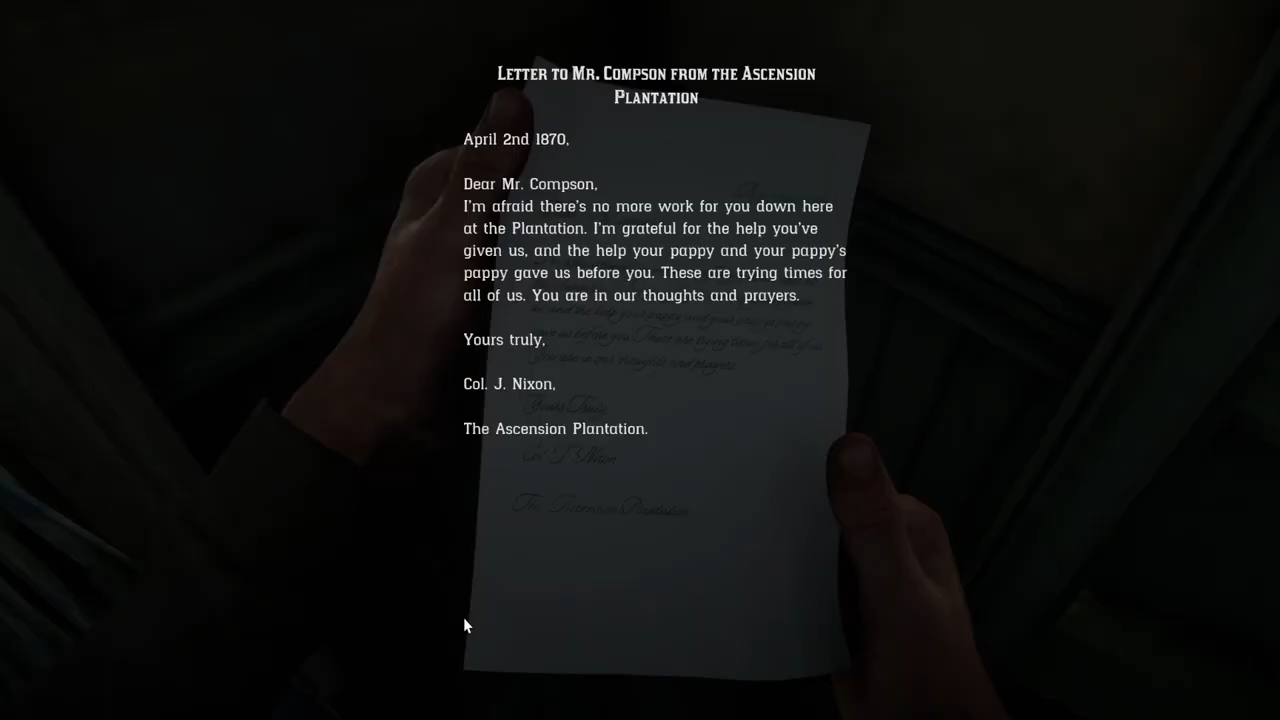 Letter to Mr. Compson from the Ascension
Plantation
April 2nd 1870,
Dear Mr. Compson,
I'm afraid there's no more work for you down here
at the Plantation. I'm grateful for the help you've
given us, and the help your pappy and your pappy's
pappy gave us before you. These are trying times for
all of us. You are in our thoughts and prayers.
Yours truly,
Col. J. Nixon,
The Ascension Plantation.